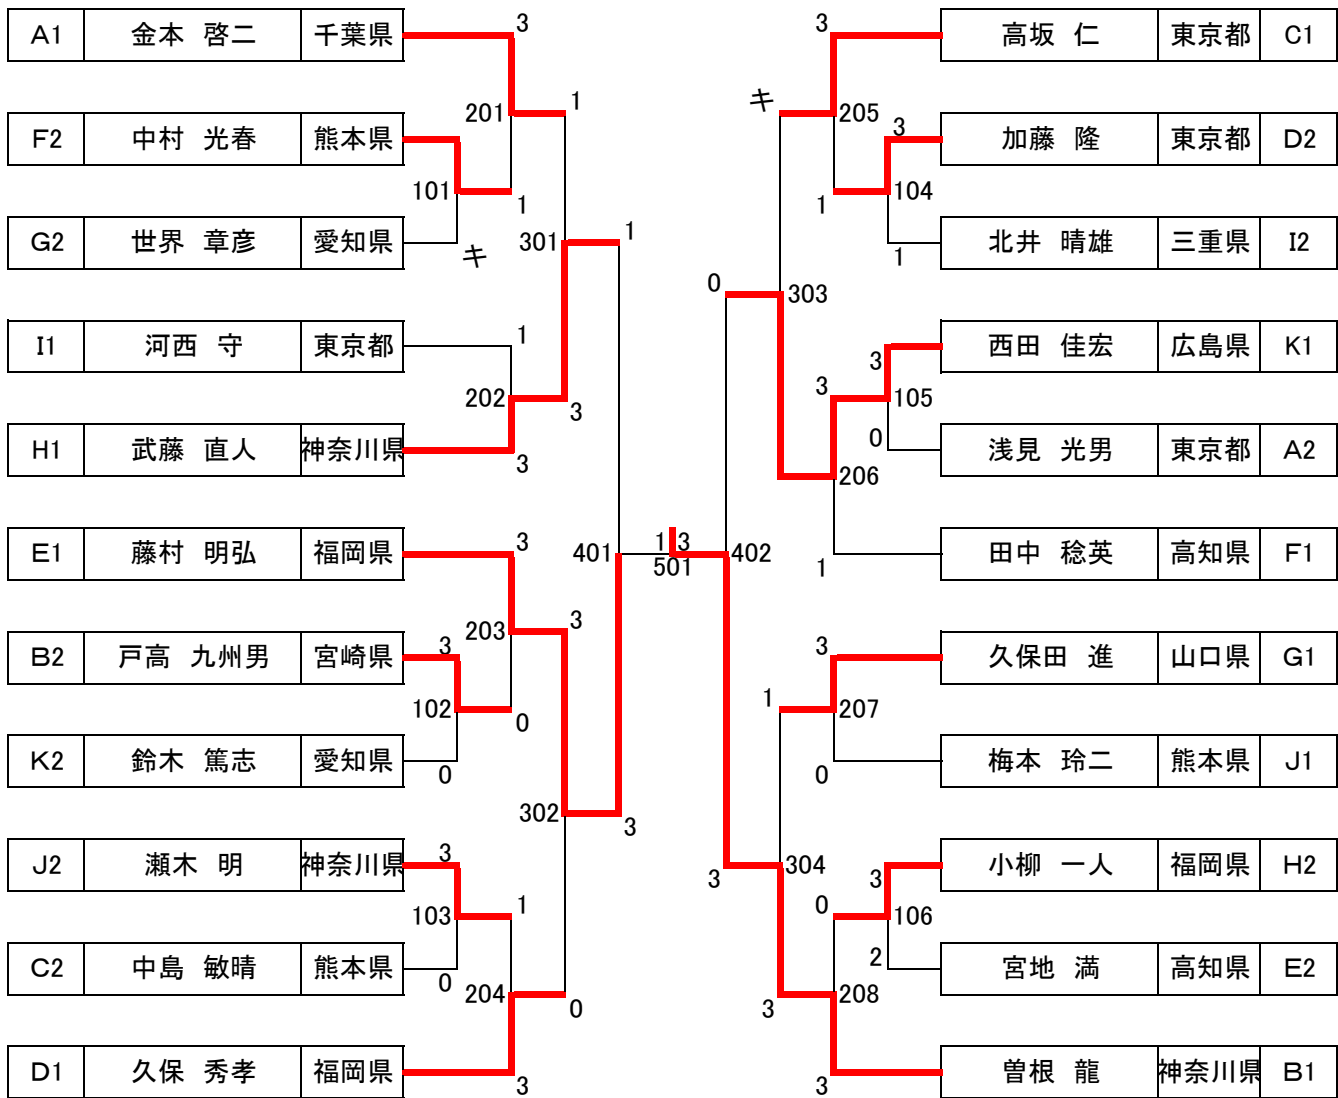 3
3
A1 金本 啓二 千葉県
高坂 仁 東京都 C1
1
キ
201
205
3
F2 中村 光春 熊本県
加藤 隆 東京都 D2
101
104
1
1
G2 世界 章彦 愛知県
北井 晴雄 三重県 I2
キ
301
1
1
0
303
I1 河西 守 東京都
西田 佳宏 広島県 K1
1
3
202
3
3
105
H1 武藤 直人 神奈川県
浅見 光男 東京都 A2
3
0
206
E1 藤村 明弘 福岡県
田中 稔英 高知県 F1
3
401
1 3
501
402
1
203
3
B2 戸高 九州男 宮崎県
久保田 進 山口県 G1
3
3
102
0
1
207
K2 鈴木 篤志 愛知県
梅本 玲二 熊本県 J1
0
0
302
3
J2 瀬木 明 神奈川県
小柳 一人 福岡県 H2
3
3
304
3
103
1
0
106
C2 中島 敏晴 熊本県
宮地 満 高知県 E2
0
2
204
0
3
208
D1 久保 秀孝 福岡県
曽根 龍 神奈川県 B1
3
3